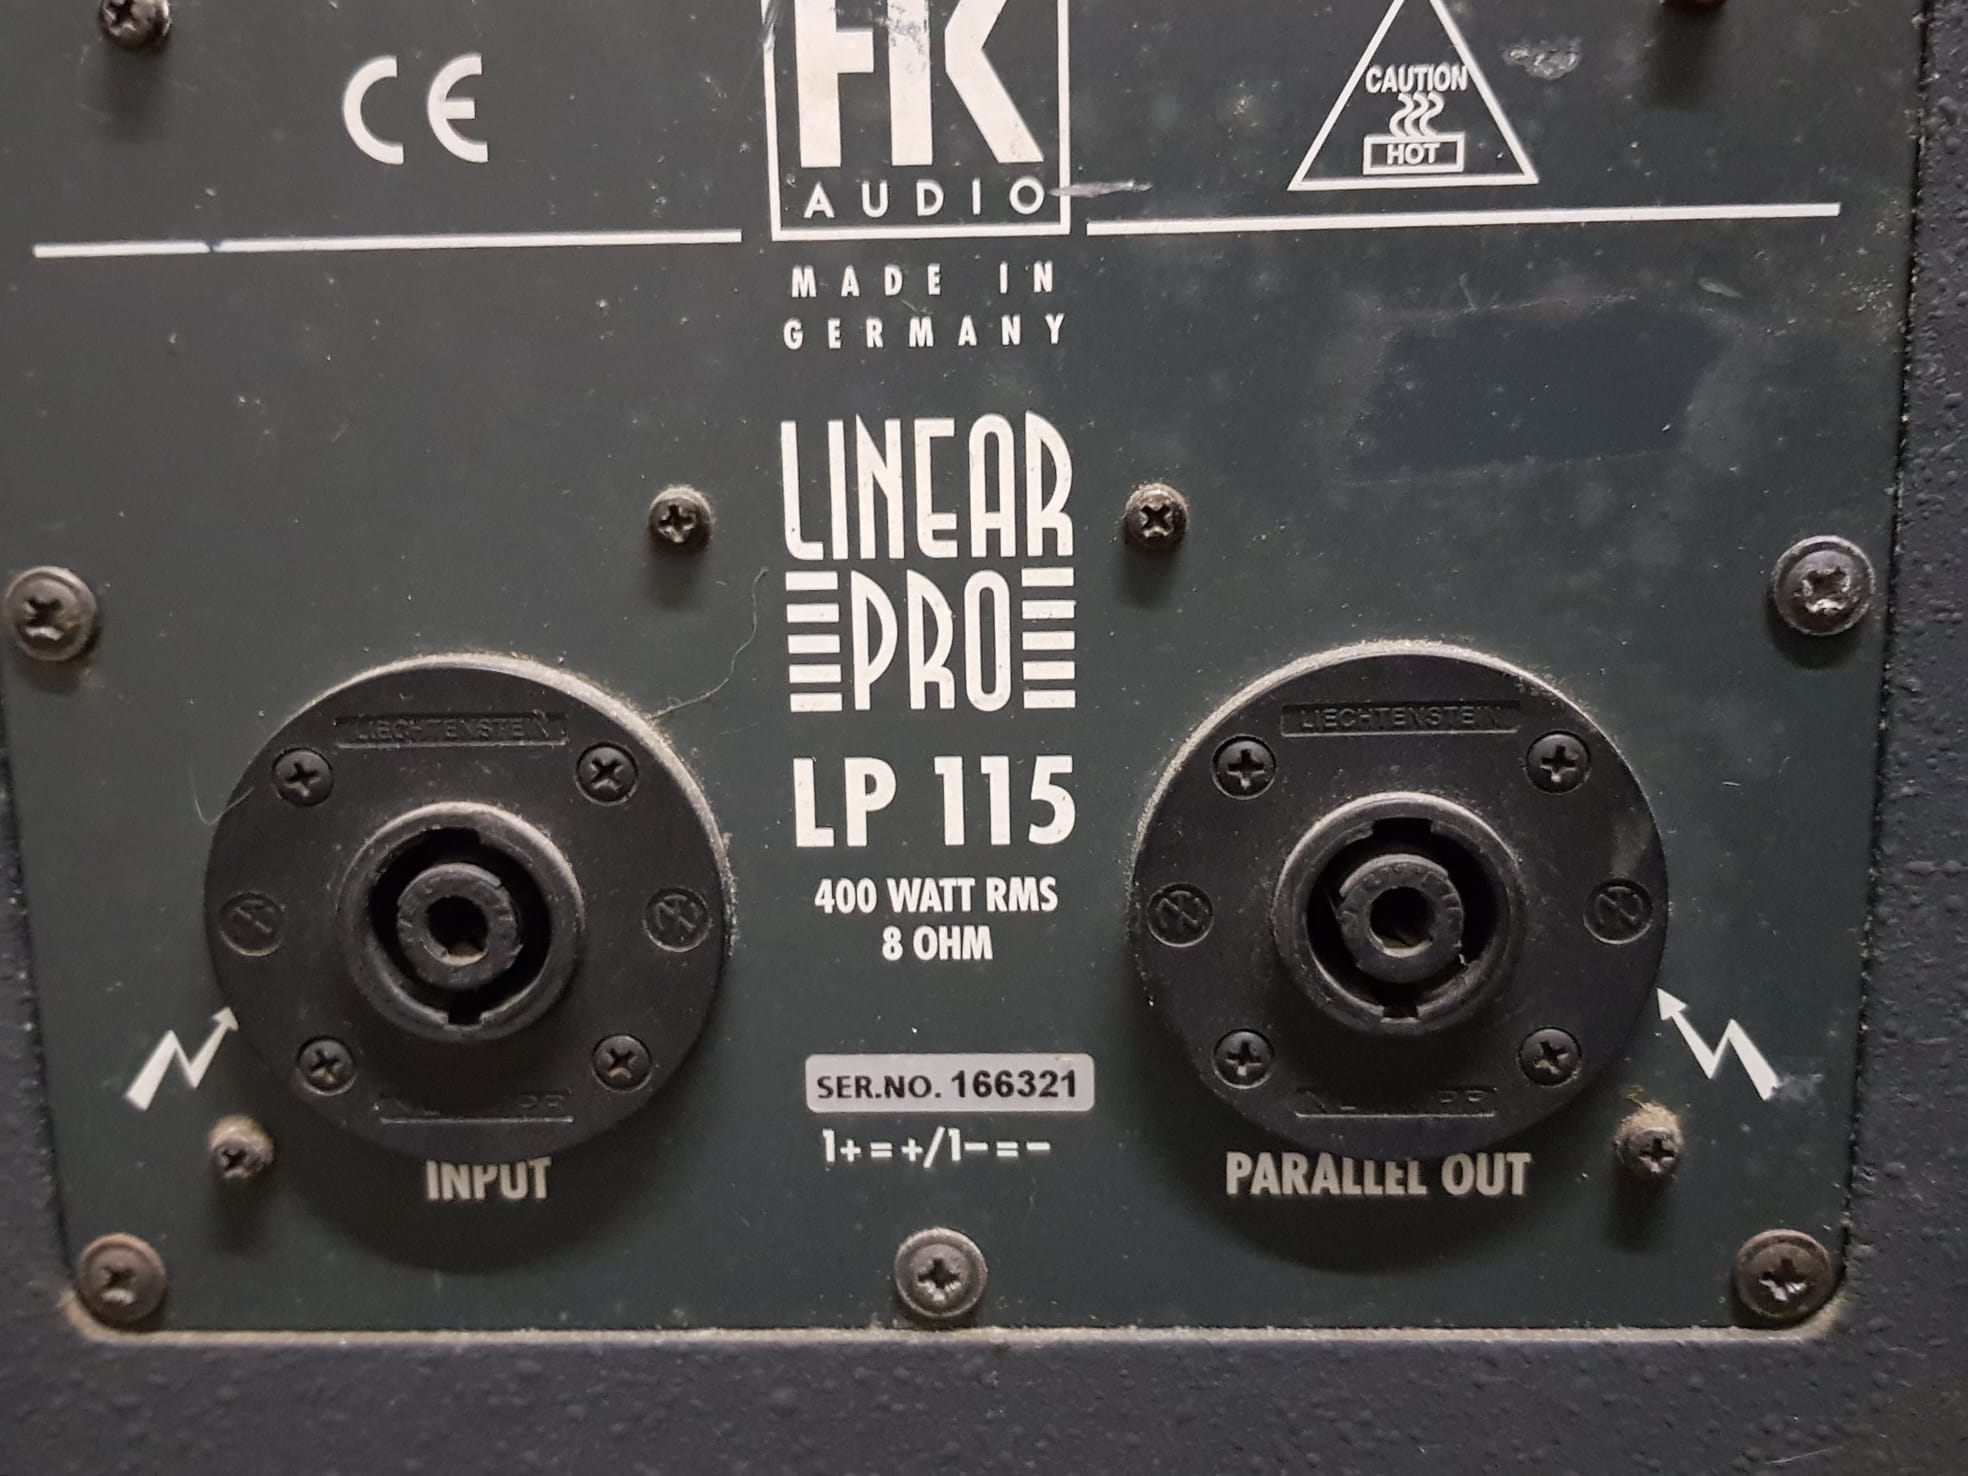 CE
HK
AUDIO
CAUTION
HOT
MADE IN
GERMANY
LINEAR
PRO
LP 115
400 WATT RMS
8 OHM
LIECHTENSTEIN
LIECHTENSTEIN
SER.NO. 166321
1+=+/1-=-
INPUT
PARALLEL OUT